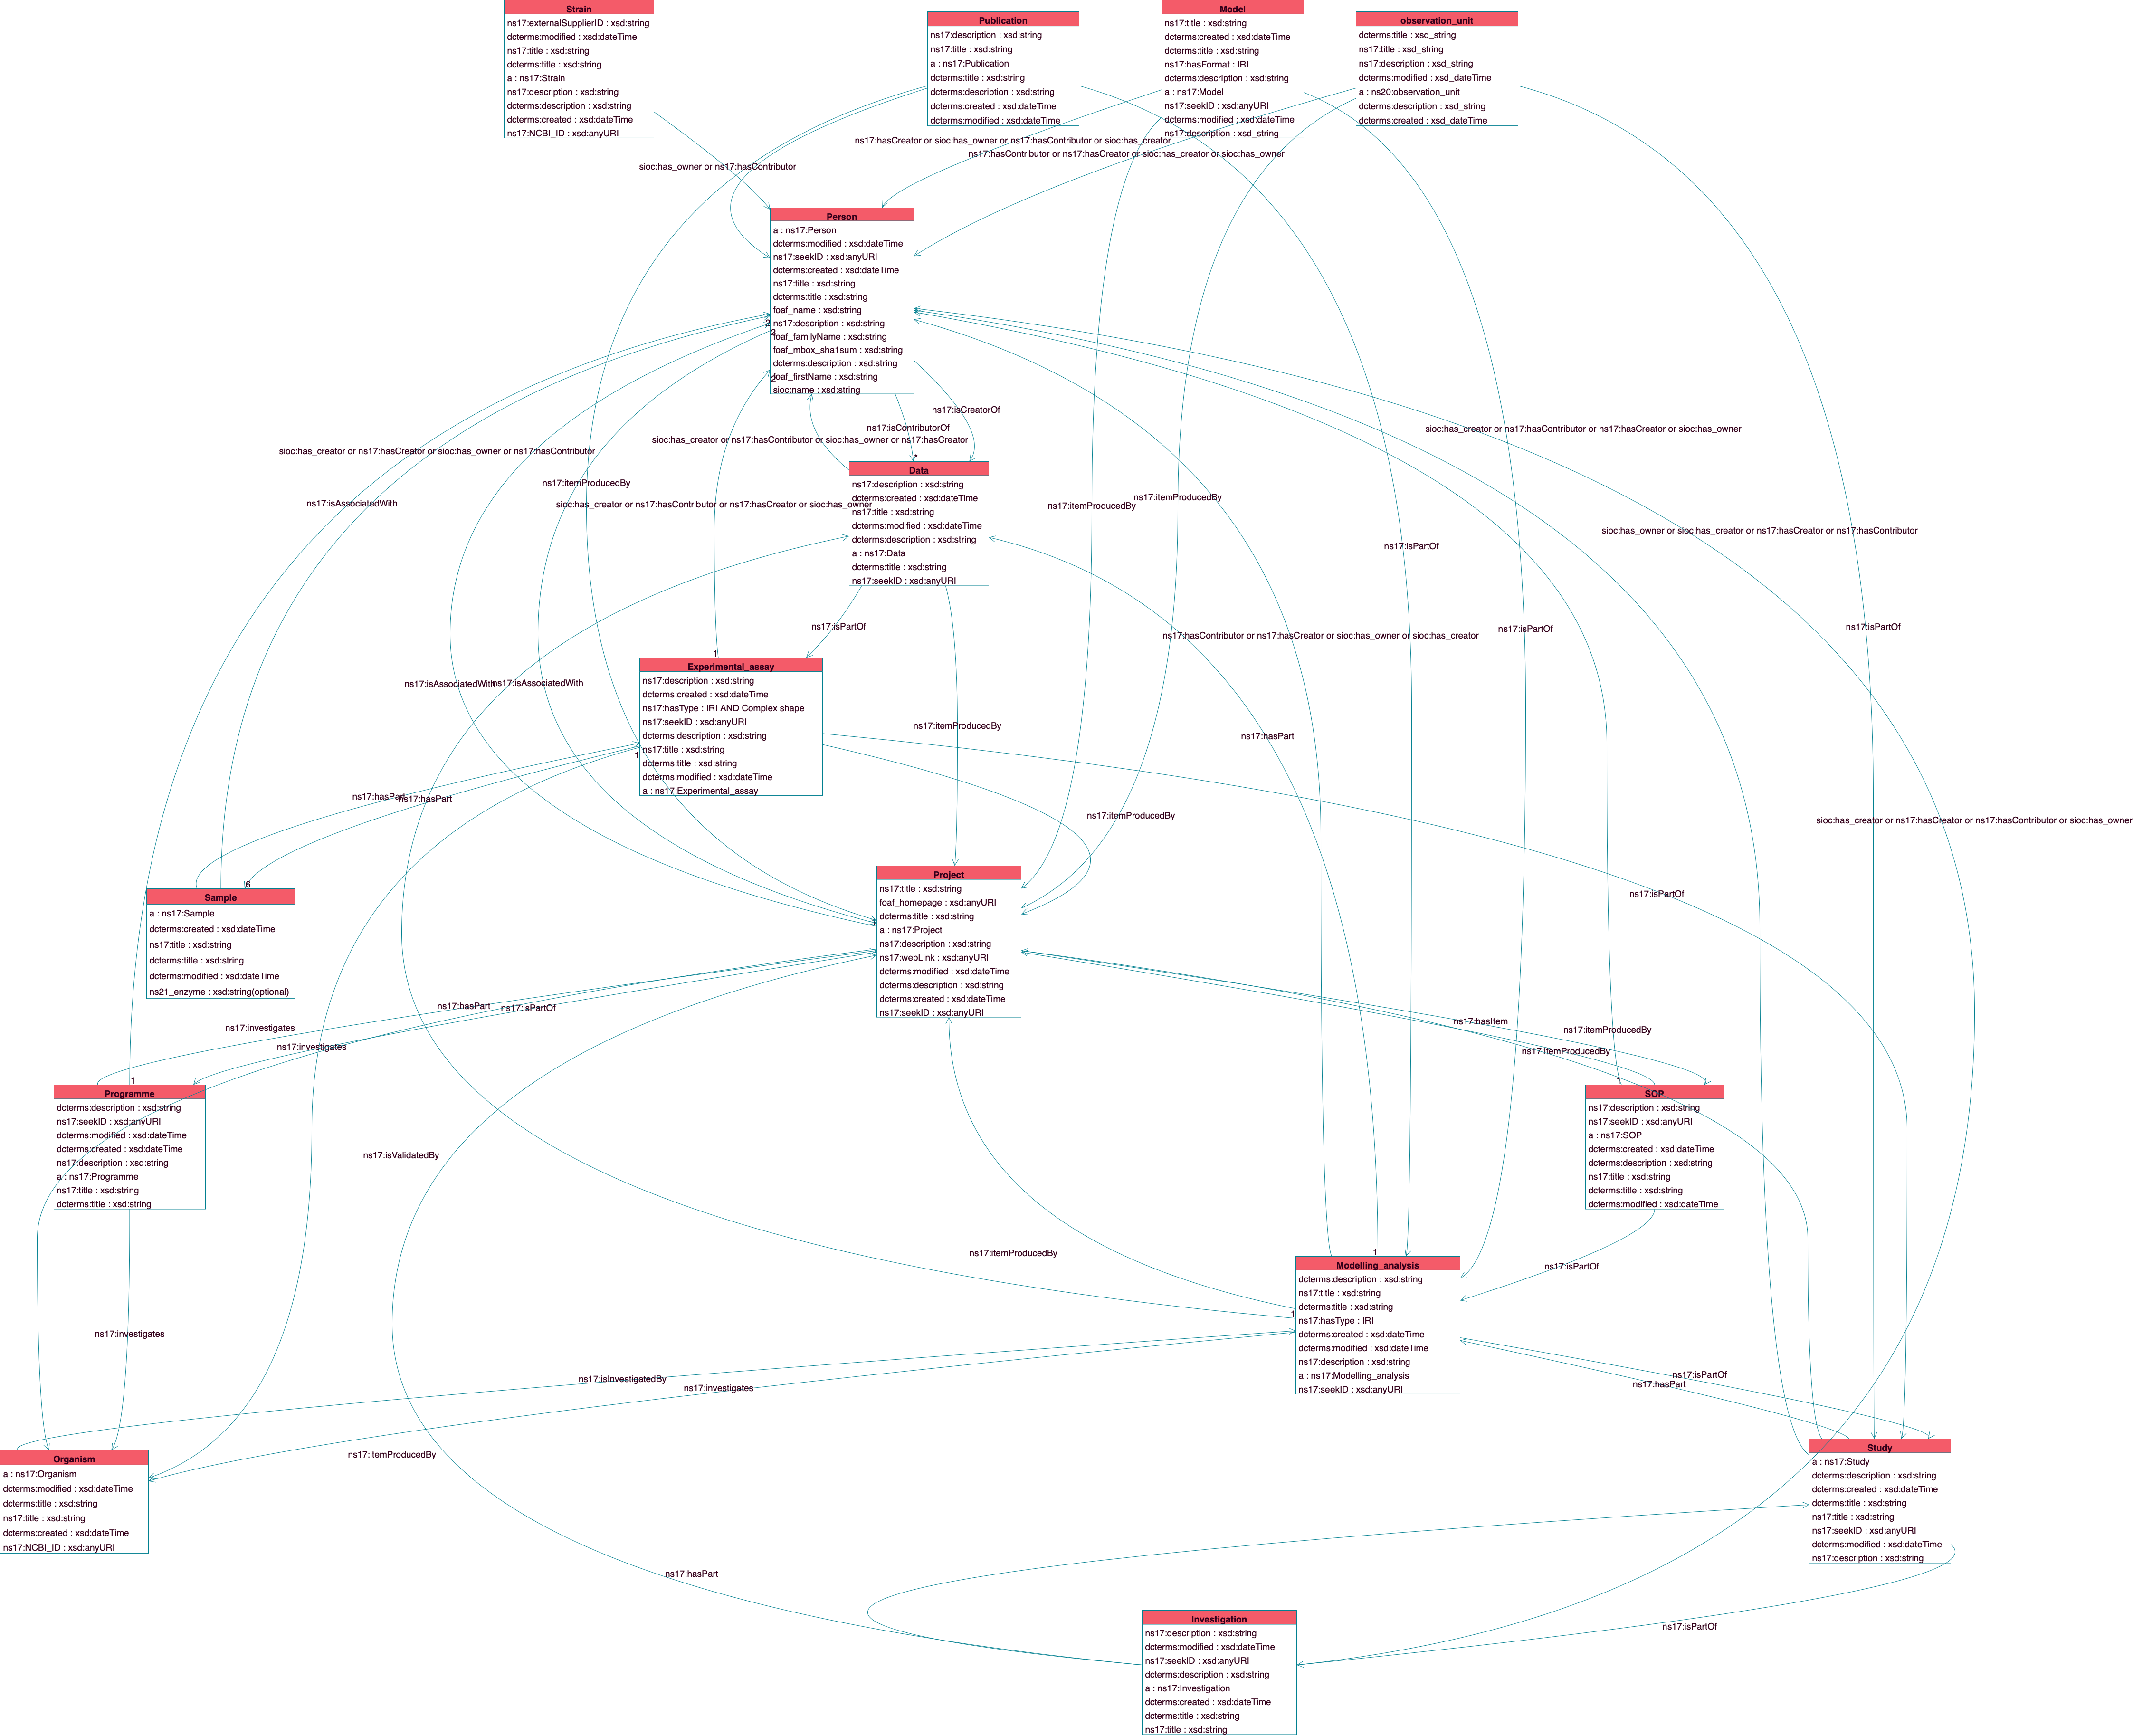 Strain
ns17:externalSupplierID : xsd:string
dcterms:modified : xsd:dateTime
ns17:title : xsd:string
dcterms:title : xsd:string
a : ns17:Strain
ns17:description : xsd:string
dcterms:description : xsd:string
dcterms:created : xsd:dateTime
ns17:NCBI_ID : xsd:anyURI
Publication
ns17:description : xsd:string
ns17:title : xsd:string
a : ns17:Publication
dcterms:title : xsd:string
dcterms:description : xsd:string
dcterms:created : xsd:dateTime
dcterms:modified : xsd:dateTime
Model
ns17:title : xsd:string
dcterms:created : xsd:dateTime
dcterms:title : xsd:string
ns17:hasFormat : IRI
dcterms:description : xsd:string
a : ns17:Model
ns17:seekID : xsd:anyURI
dcterms:modified : xsd:dateTime
ns17:description : xsd_string
observation_unit
dcterms:title : xsd_string
ns17:title : xsd_string
ns17:description : xsd_string
dcterms:modified : xsd_dateTime
a : ns20:observation_unit
dcterms:description : xsd_string
dcterms:created : xsd_dateTime
ns17:hasCreator or sioc:has_owner or ns17:hasContributor or sioc:has_creator
ns17:hasContributor or ns17:hasCreator or sioc:has_creator or sioc:has_owner
sioc:has_owner or ns17:hasContributor
Person
a : ns17:Person
dcterms:modified : xsd:dateTime
ns17:seekID : xsd:anyURI
dcterms:created : xsd:dateTime
ns17:title : xsd:string
dcterms:title : xsd:string
foaf_name : xsd:string
ns17:description : xsd:string
foaf_familyName : xsd:string
foaf_mbox_sha1sum : xsd:string
dcterms:description : xsd:string
foaf_firstName : xsd:string
sioc:name : xsd:string
2
2
2
ns17:isCreatorOf
ns17:isContributorOf
sioc:has_creator or ns17:hasContributor or sioc:has_owner or ns17:hasCreator
sioc:has_creator or ns17:hasContributor or ns17:hasCreator or sioc:has_owner
sioc:has_creator or ns17:hasCreator or sioc:has_owner or ns17:hasContributor
*
Data
ns17:description : xsd:string
dcterms:created : xsd:dateTime
ns17:title : xsd:string
dcterms:modified : xsd:dateTime
dcterms:description : xsd:string
a : ns17:Data
dcterms:title : xsd:string
ns17:seekID : xsd:anyURI
ns17:itemProducedBy
ns17:isAssociatedWith
sioc:has_creator or ns17:hasContributor or ns17:hasCreator or sioc:has_owner
ns17:itemProducedBy
ns17:itemProducedBy
ns17:isPartOf
sioc:has_owner or sioc:has_creator or ns17:hasCreator or ns17:hasContributor
ns17:isPartOf
ns17:hasContributor or ns17:hasCreator or sioc:has_owner or sioc:has_creator
ns17:isPartOf
ns17:isPartOf
1
Experimental_assay
ns17:description : xsd:string
dcterms:created : xsd:dateTime
ns17:hasType : IRI AND Complex shape
ns17:seekID : xsd:anyURI
dcterms:description : xsd:string
ns17:title : xsd:string
dcterms:title : xsd:string
dcterms:modified : xsd:dateTime
a : ns17:Experimental_assay
1
ns17:isAssociatedWith
ns17:isAssociatedWith
ns17:itemProducedBy
ns17:hasPart
ns17:hasPart
ns17:hasPart
ns17:itemProducedBy
sioc:has_creator or ns17:hasCreator or ns17:hasContributor or sioc:has_owner
ns17:isPartOf
6
Sample
a : ns17:Sample
dcterms:created : xsd:dateTime
ns17:title : xsd:string
dcterms:title : xsd:string
dcterms:modified : xsd:dateTime
ns21_enzyme : xsd:string(optional)
Project
ns17:title : xsd:string
foaf_homepage : xsd:anyURI
dcterms:title : xsd:string
a : ns17:Project
ns17:description : xsd:string
ns17:webLink : xsd:anyURI
dcterms:modified : xsd:dateTime
dcterms:description : xsd:string
dcterms:created : xsd:dateTime
ns17:seekID : xsd:anyURI
ns17:hasPart
ns17:isPartOf
ns17:investigates
ns17:investigates
ns17:hasItem
ns17:itemProducedBy
ns17:itemProducedBy
1
Programme
dcterms:description : xsd:string
ns17:seekID : xsd:anyURI
dcterms:modified : xsd:dateTime
dcterms:created : xsd:dateTime
ns17:description : xsd:string
a : ns17:Programme
ns17:title : xsd:string
dcterms:title : xsd:string
1
SOP
ns17:description : xsd:string
ns17:seekID : xsd:anyURI
a : ns17:SOP
dcterms:created : xsd:dateTime
dcterms:description : xsd:string
ns17:title : xsd:string
dcterms:title : xsd:string
dcterms:modified : xsd:dateTime
ns17:isValidatedBy
ns17:itemProducedBy
ns17:isPartOf
1
Modelling_analysis
dcterms:description : xsd:string
ns17:title : xsd:string
dcterms:title : xsd:string
ns17:hasType : IRI
dcterms:created : xsd:dateTime
dcterms:modified : xsd:dateTime
ns17:description : xsd:string
a : ns17:Modelling_analysis
ns17:seekID : xsd:anyURI
1
ns17:investigates
ns17:isInvestigatedBy
ns17:investigates
ns17:isPartOf
ns17:hasPart
ns17:itemProducedBy
Organism
a : ns17:Organism
dcterms:modified : xsd:dateTime
dcterms:title : xsd:string
ns17:title : xsd:string
dcterms:created : xsd:dateTime
ns17:NCBI_ID : xsd:anyURI
Study
a : ns17:Study
dcterms:description : xsd:string
dcterms:created : xsd:dateTime
dcterms:title : xsd:string
ns17:title : xsd:string
ns17:seekID : xsd:anyURI
dcterms:modified : xsd:dateTime
ns17:description : xsd:string
ns17:hasPart
ns17:isPartOf
Investigation
ns17:description : xsd:string
dcterms:modified : xsd:dateTime
ns17:seekID : xsd:anyURI
dcterms:description : xsd:string
a : ns17:Investigation
dcterms:created : xsd:dateTime
dcterms:title : xsd:string
ns17:title : xsd:string